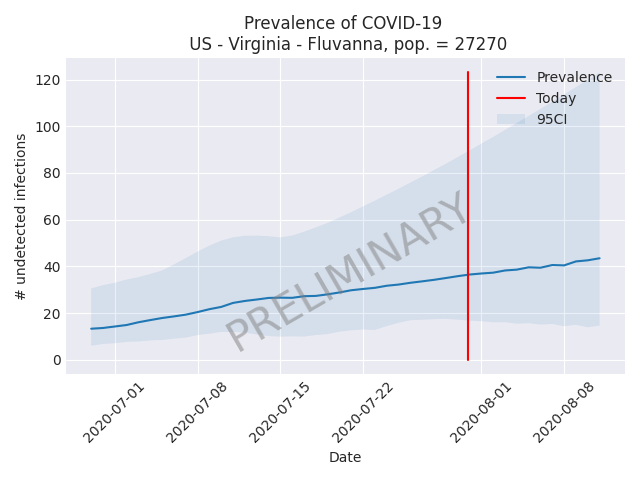 Prevalence of COVID-19
US - Virginia - Fluvanna, pop. = 27270
# undetected infections
120
100
80
60
40
20
0
Prevalence
Today
95CI
PRELIMINARY
2020-07-01
2020-07-08
2020-07-15
2020-07-22
2020-08-01
2020-08-08
Date